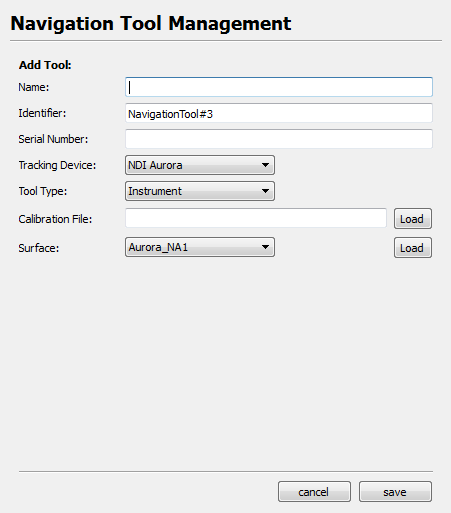 Navigation Tool Management
Add Tool:
Name:
Identifier: NavigationTool#3
Serial Number:
Tracking Device: NDI Aurora
Tool Type: Instrument
Calibration File: Load
Surface: Aurora_NA1 Load
cancel save